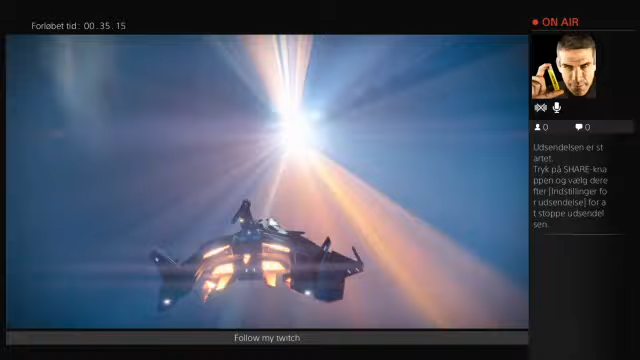 Forløbet tid: 00.35.15
ON AIR
0 0
Udsendelsen er st
artet.
Tryk på SHARE-kna
ppen og vælg dere
fter [Indstillinger fo
r udsendelse] for a
t stoppe udsendel
sen.
Follow my twitch